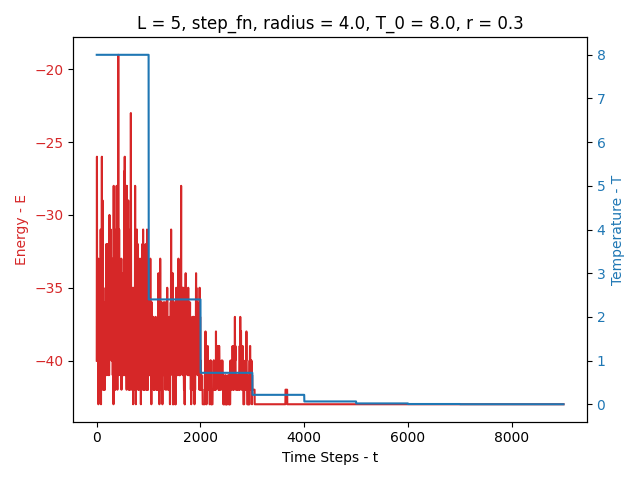 L = 5, step_fn, radius = 4.0, T_0 = 8.0, r = 0.3
−20
−25
−30
−35
−40
Energy - E
8
7
6
5
4
3
2
1
0
Temperature - T
0 2000 4000 6000 8000
Time Steps - t